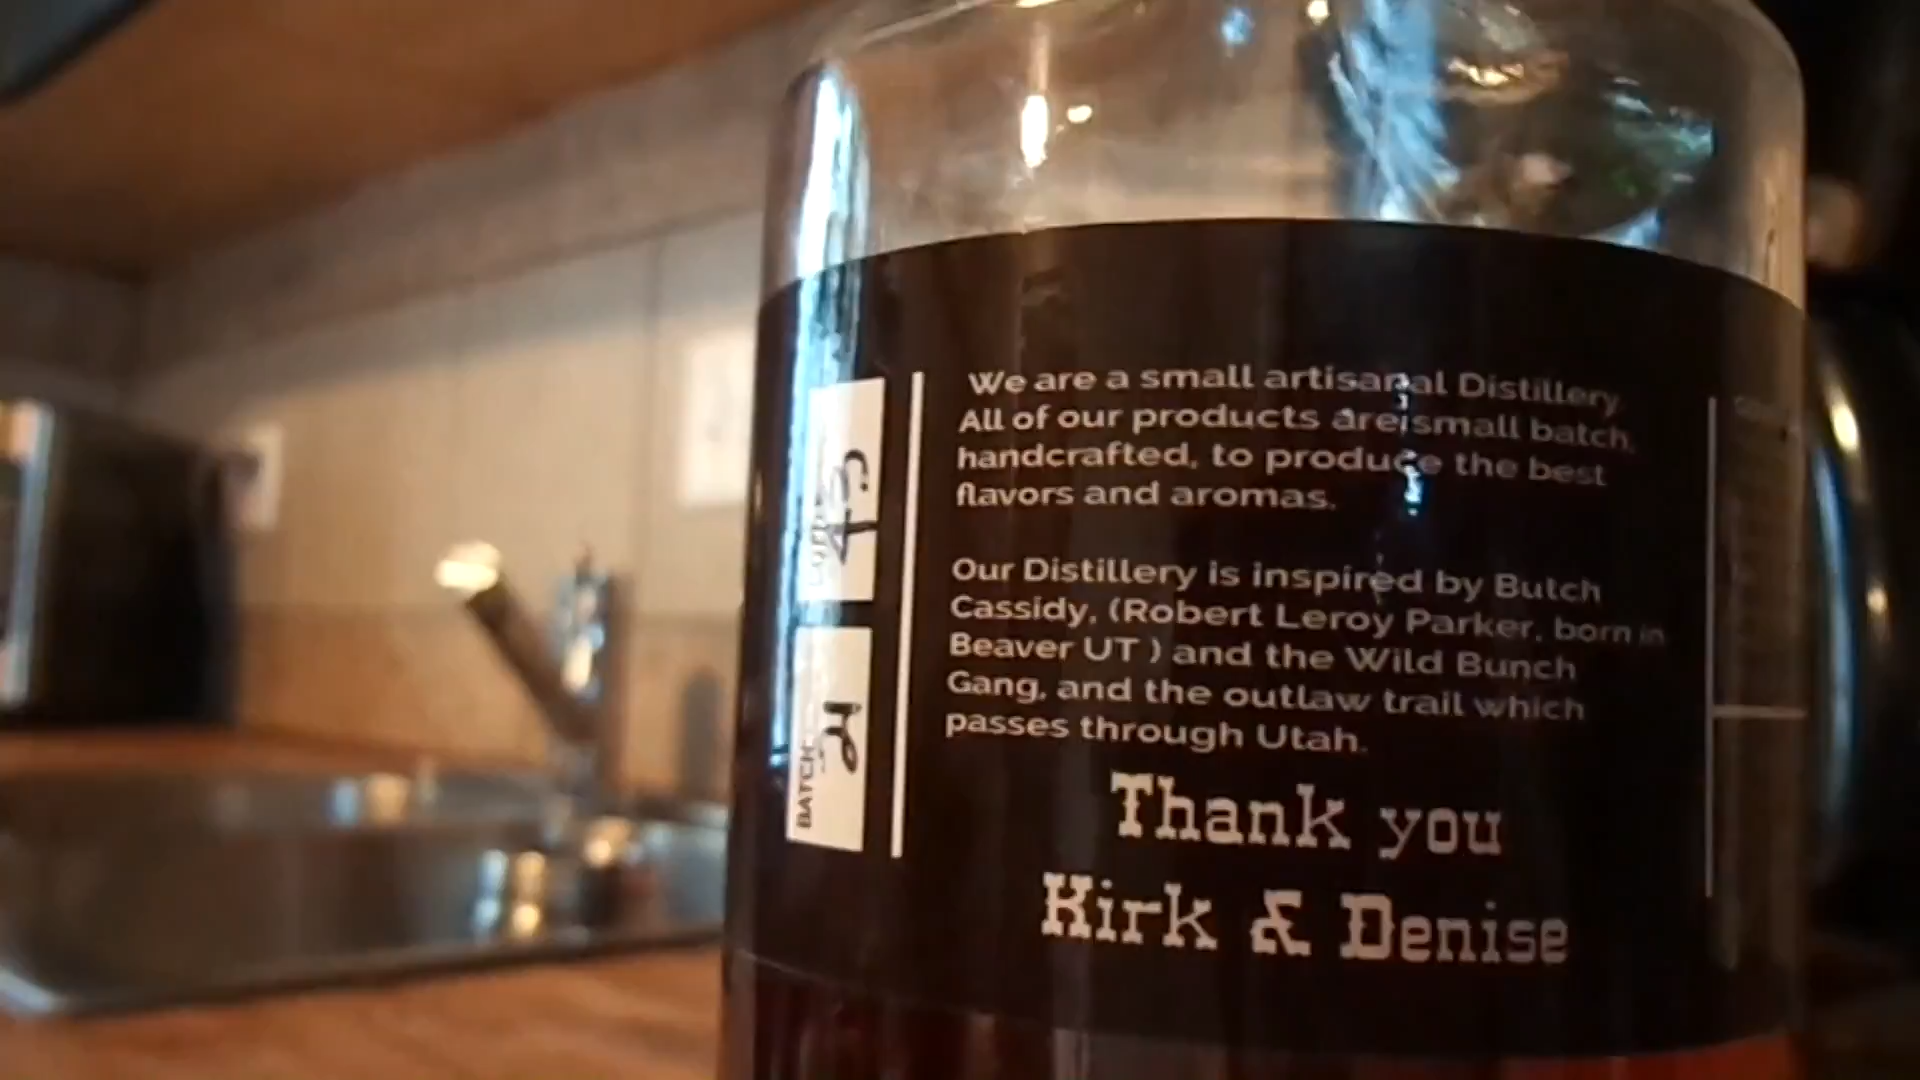 We are a small artisanal Distillery.
All of our products are small batch,
handcrafted, to produce the best
flavors and aromas.
Our Distillery is inspired by Butch
Cassidy, (Robert Leroy Parker, born in
Beaver UT ) and the Wild Bunch
Gang, and the outlaw trail which
passes through Utah.
Thank you
Kirk & Denise
BATCH